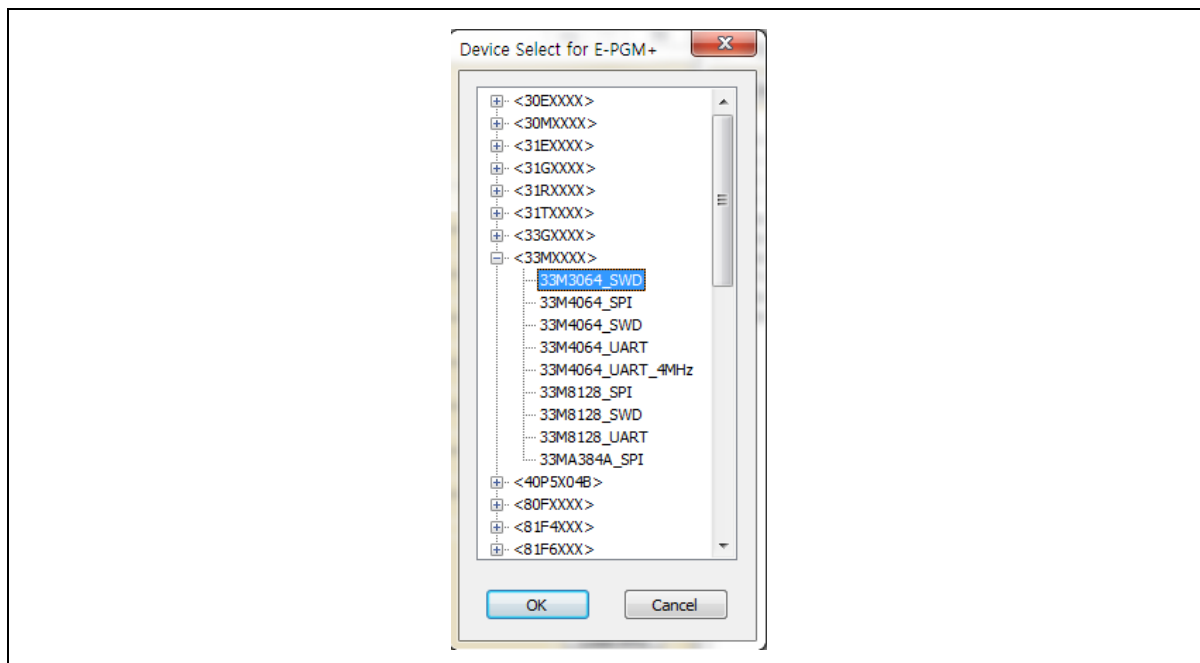 Device Select for E-PGM+
<30EXXXX>
<30MXXXX>
<31EXXXX>
<31GXXXX>
<31RXXXX>
<31TXXXX>
<33GXXXX>
<33MXXXX>
33M3064_SWD
33M4064_SPI
33M4064_SWD
33M4064_UART
33M4064_UART_4MHz
33M8128_SPI
33M8128_SWD
33M8128_UART
33MA384A_SPI
<40P5X04B>
<80FXXXX>
<81F4XXX>
<81F6XXX>
OK Cancel